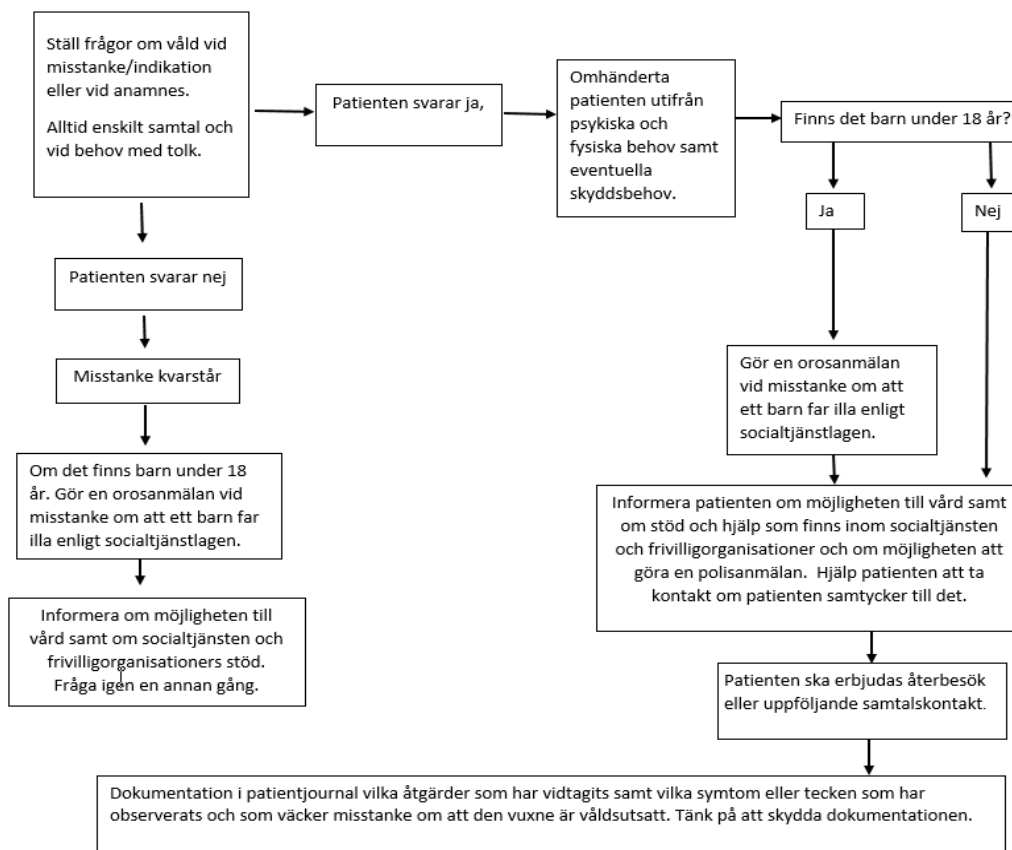 Ställ frågor om våld vid
misstanke/indikation
eller vid anamnes.
Alltid enskilt samtal och
vid behov med tolk.
Patienten svarar ja,
Omhänderta
patienten utifrån
psykiska och
fysiska behov samt
eventuella
skyddsbehov.
Finns det barn under 18 år?
Ja
Nej
Patienten svarar nej
Misstanke kvarstår
Om det finns barn under 18
år. Gör en orosanmälan vid
misstanke om att ett barn far
illa enligt socialtjänstlagen.
Informera om möjligheten till
vård samt om socialtjänsten och
frivilligorganisationers stöd.
Fråga igen en annan gång.
Gör en orosanmälan
vid misstanke om att
ett barn far illa enligt
socialtjänstlagen.
Informera patienten om möjligheten till vård samt
om stöd och hjälp som finns inom socialtjänsten
och frivilligorganisationer och om möjligheten att
göra en polisanmälan. Hjälp patienten att ta
kontakt om patienten samtycker till det.
Patienten ska erbjudas återbesök
eller uppföljande samtalskontakt.
Dokumentation i patientjournal vilka åtgärder som har vidtagits samt vilka symtom eller tecken som har
observerats och som väcker misstanke om att den vuxne är våldsutsatt. Tänk på att skydda dokumentationen.